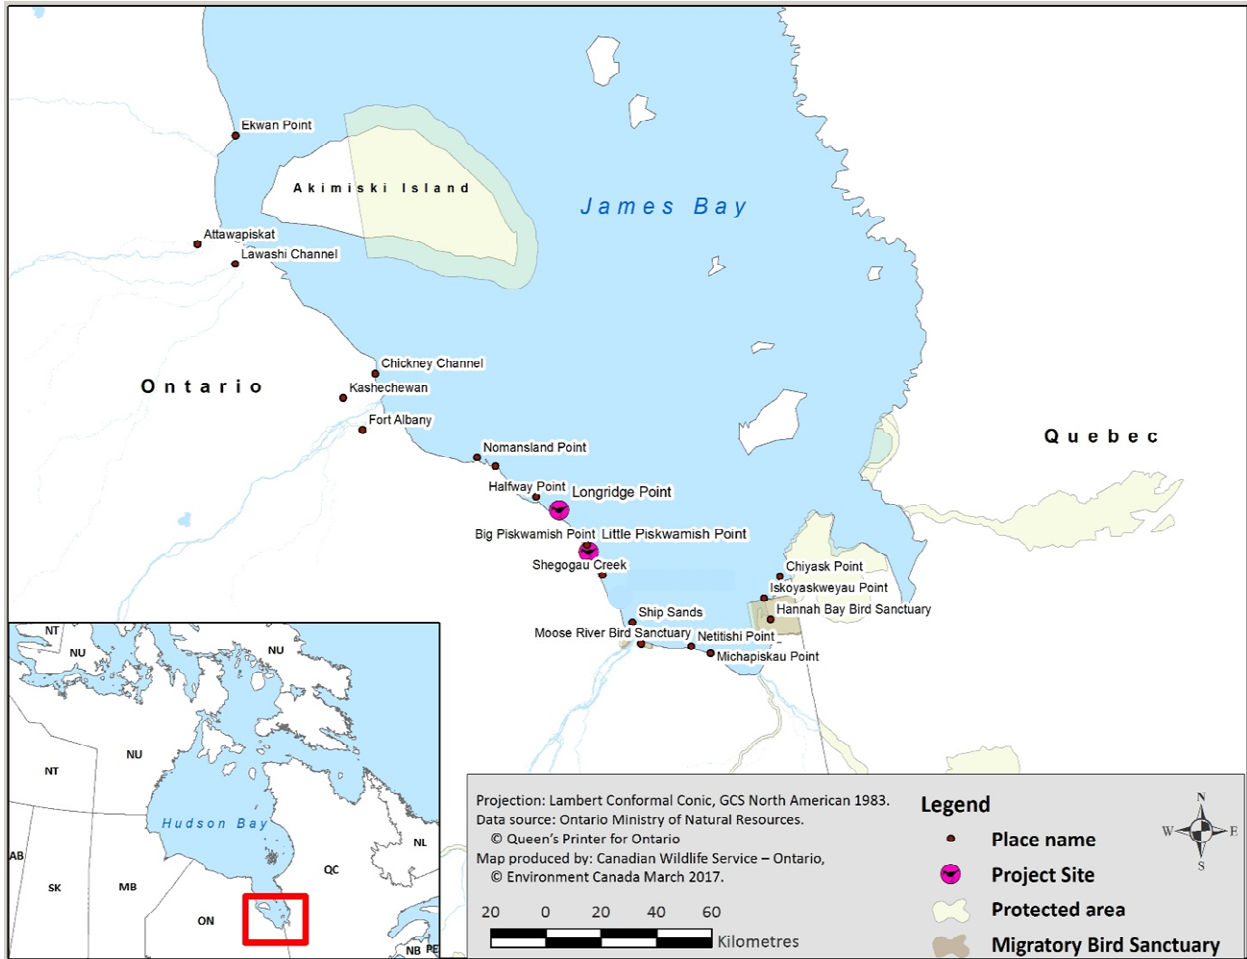 Ekwan Point
Akimiski Island
James Bay
Attawapiskat
Lawashi Channel
Chickney Channel
Ontario
Kashechewan
Fort Albany
Quebec
Nomansland Point
Halfway Point
Longridge Point
Big Piskwamish Point
Little Piskwamish Point
Shegogau Creek
Chiyask Point
Iskoyaskweyau Point
Hannah Bay Bird Sanctuary
Ship Sands
Moose River Bird Sanctuary
Netitishi Point
Michapiskau Point
NT
NU
NU
NU
NT
Hudson Bay
NL
AB
SK
MB
QC
ON
NB
PE
Projection: Lambert Conformal Conic, GCS North American 1983.
Data source: Ontario Ministry of Natural Resources.
© Queen's Printer for Ontario
Map produced by: Canadian Wildlife Service – Ontario,
© Environment Canada March 2017.
20 0 20 40 60
Kilometres
Legend
Place name
Project Site
Protected area
Migratory Bird Sanctuary
N
W
E
S